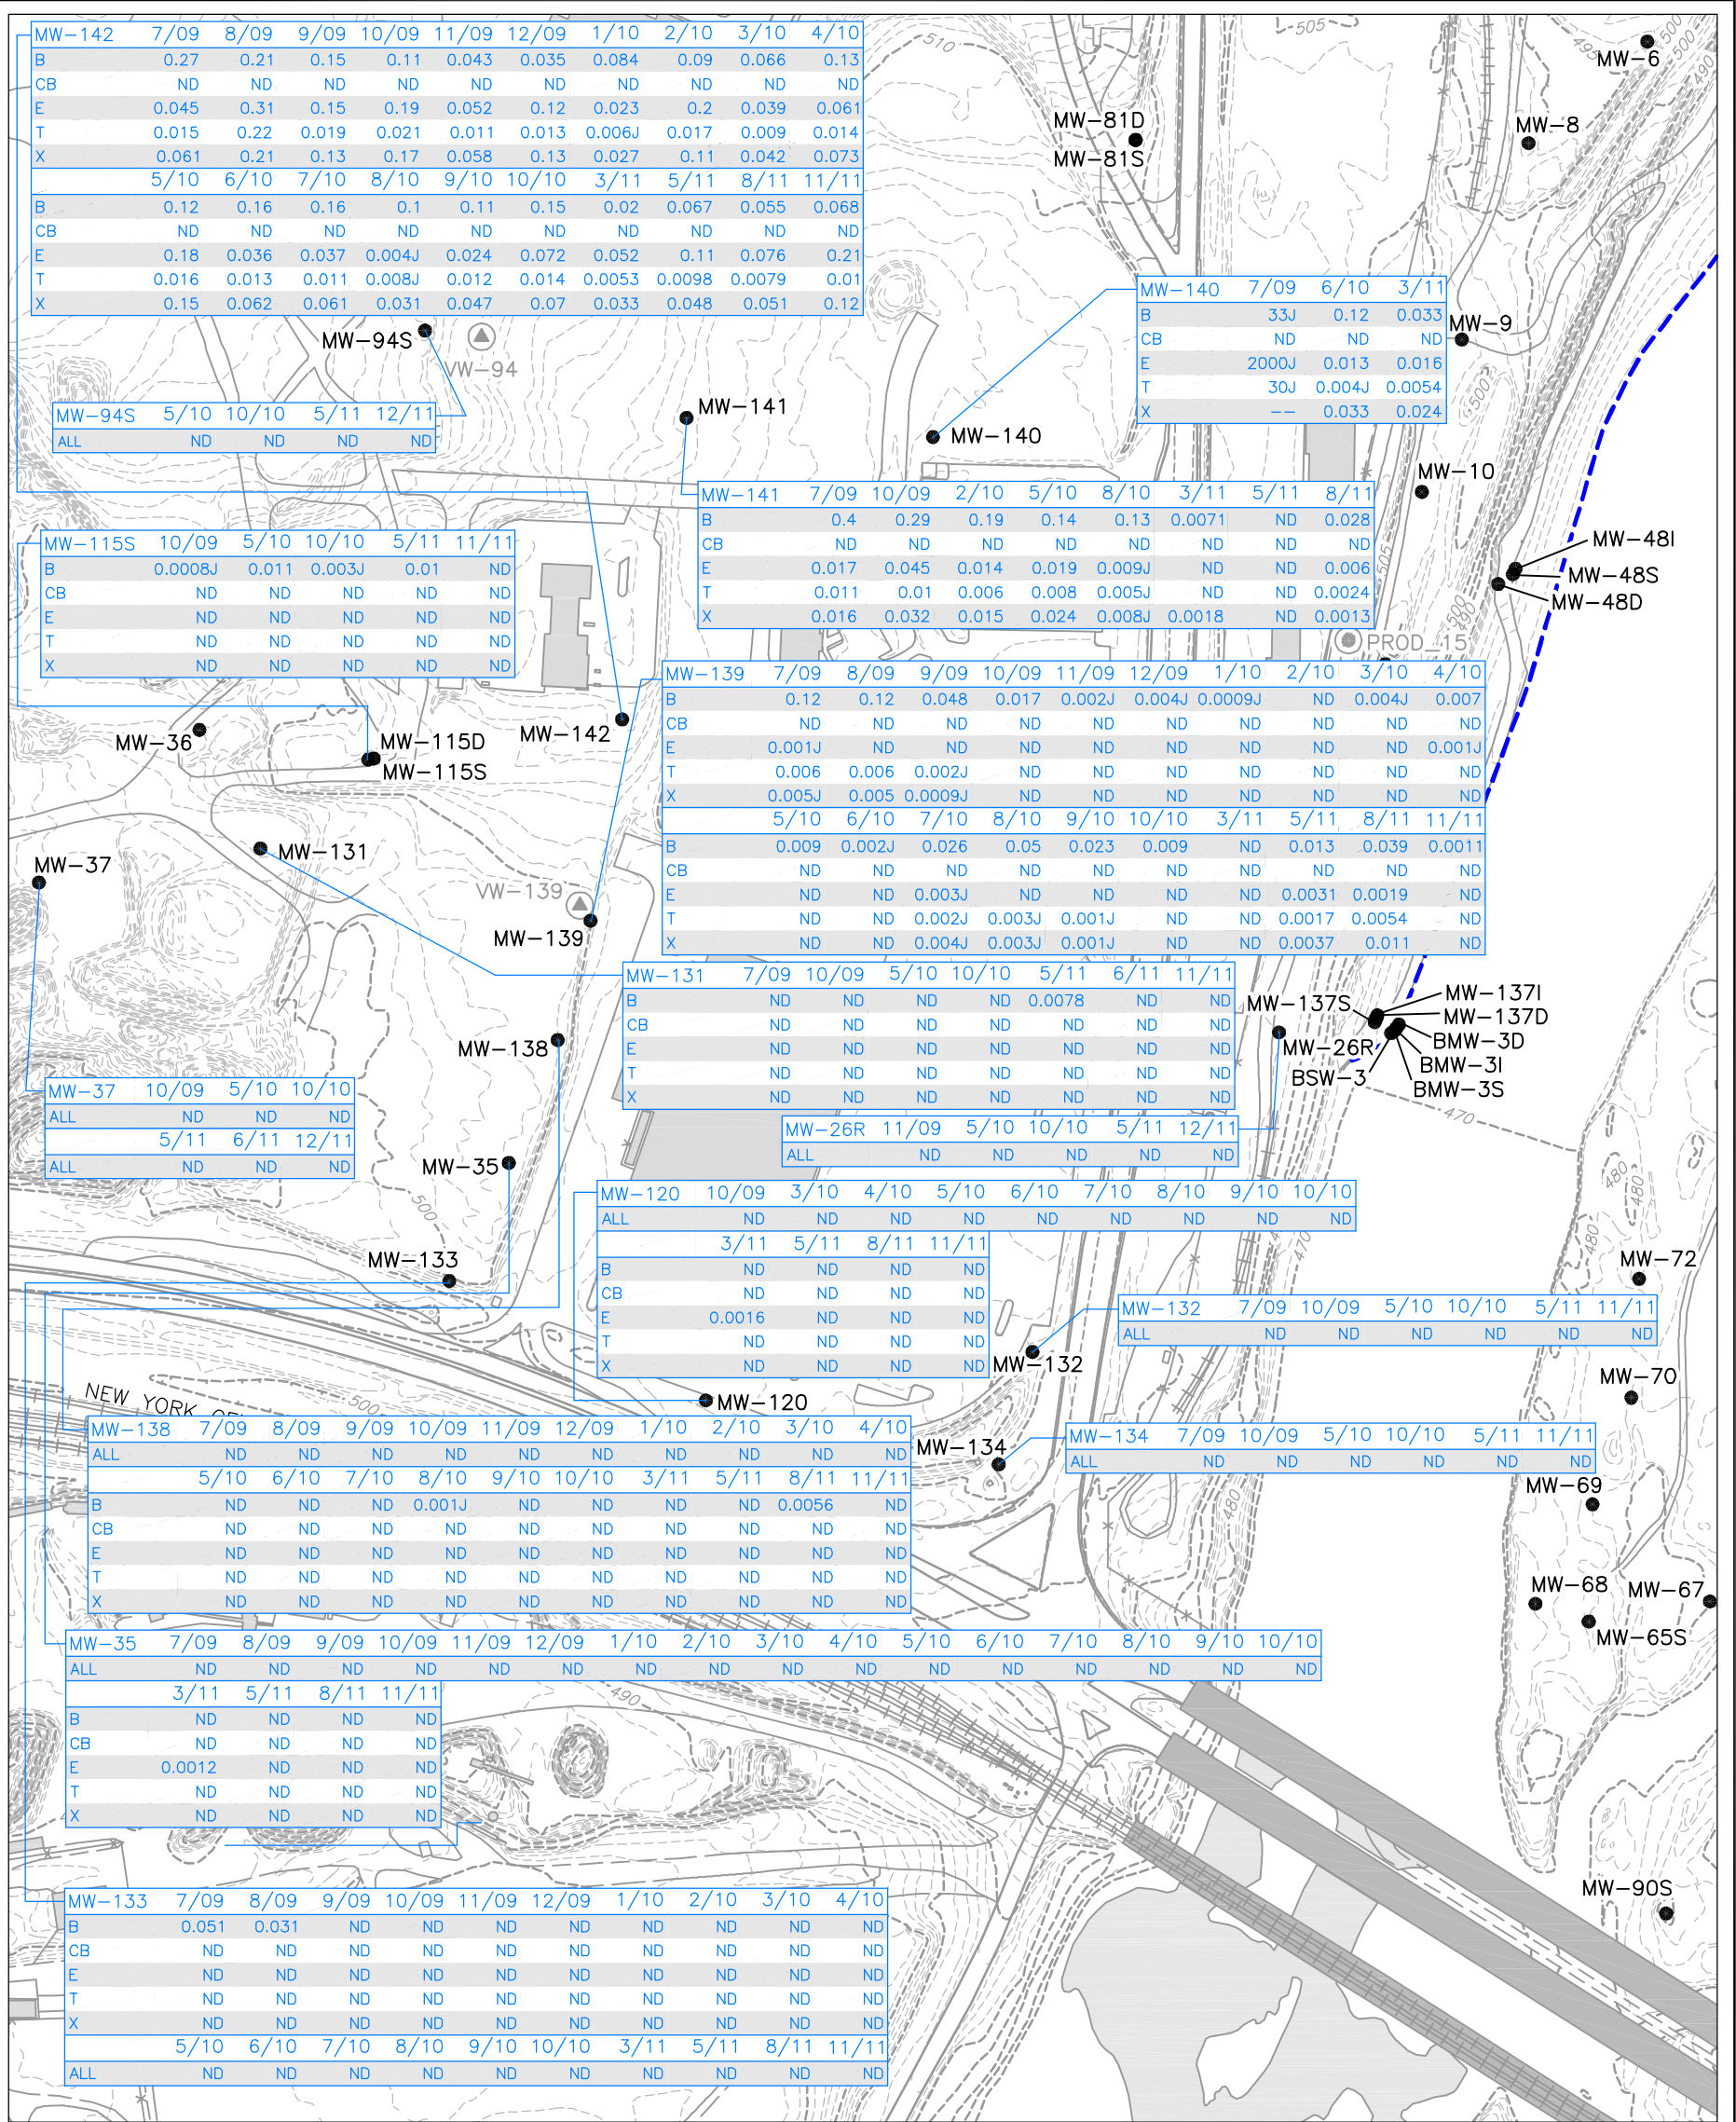 MW-142 7/09 8/09 9/09 10/09 11/09 12/09 1/10 2/10 3/10 4/10
B 0.27 0.21 0.15 0.11 0.043 0.035 0.084 0.09 0.066 0.13
CB ND ND ND ND ND ND ND ND ND ND
E 0.045 0.31 0.15 0.19 0.052 0.12 0.023 0.2 0.039 0.061
T 0.015 0.22 0.019 0.021 0.011 0.013 0.006J 0.017 0.009 0.014
X 0.061 0.21 0.13 0.17 0.058 0.13 0.027 0.11 0.042 0.073
5/10 6/10 7/10 8/10 9/10 10/10 3/11 5/11 8/11 11/11
B 0.12 0.16 0.16 0.1 0.11 0.15 0.02 0.067 0.055 0.068
CB ND ND ND ND ND ND ND ND ND ND
E 0.18 0.036 0.037 0.004J 0.024 0.072 0.052 0.11 0.076 0.21
T 0.016 0.013 0.011 0.008J 0.012 0.014 0.0053 0.0098 0.0079 0.01
X 0.15 0.062 0.061 0.031 0.047 0.07 0.033 0.048 0.051 0.12
510
505
495
500
500
490
MW-6
MW-8
MW-81D
MW-81S
MW-140 7/09 6/10 3/11
B 33J 0.12 0.033
CB ND ND ND
E 2000J 0.013 0.016
T 30J 0.004J 0.0054
X -- 0.033 0.024
MW-9
MW-94S
VW-94
500
MW-94S 5/10 10/10 5/11 12/11
ALL ND ND ND ND
MW-141
MW-140
MW-10
MW-141 7/09 10/09 2/10 5/10 8/10 3/11 5/11 8/11
B 0.4 0.29 0.19 0.14 0.13 0.0071 ND 0.028
CB ND ND ND ND ND ND ND ND
E 0.017 0.045 0.014 0.019 0.009J ND ND 0.006
T 0.011 0.01 0.006 0.008 0.005J ND ND 0.0024
X 0.016 0.032 0.015 0.024 0.008J 0.0018 ND 0.0013
505
MW-48I
MW-48S
MW-48D
500
490
PROD_15
MW-115S 10/09 5/10 10/10 5/11 11/11
B 0.0008J 0.011 0.003J 0.01 ND
CB ND ND ND ND ND
E ND ND ND ND ND
T ND ND ND ND ND
X ND ND ND ND ND
MW-139 7/09 8/09 9/09 10/09 11/09 12/09 1/10 2/10 3/10 4/10
B 0.12 0.12 0.048 0.017 0.002J 0.004J 0.0009J ND 0.004J 0.007
CB ND ND ND ND ND ND ND ND ND ND
E 0.001J ND ND ND ND ND ND ND ND 0.001J
T 0.006 0.006 0.002J ND ND ND ND ND ND ND
X 0.005J 0.005 0.0009J ND ND ND ND ND ND ND
5/10 6/10 7/10 8/10 9/10 10/10 3/11 5/11 8/11 11/11
B 0.009 0.002J 0.026 0.05 0.023 0.009 ND 0.013 0.039 0.0011
CB ND ND ND ND ND ND ND ND ND ND
E ND ND 0.003J ND ND ND ND 0.0031 0.0019 ND
T ND ND 0.002J 0.003J 0.001J ND ND 0.0017 0.0054 ND
X ND ND 0.004J 0.003J 0.001J ND ND 0.0037 0.011 ND
MW-142
MW-36
MW-115D
MW-115S
MW-131
MW-37
VW-139
MW-139
MW-131 7/09 10/09 5/10 10/10 5/11 6/11 11/11
B ND ND ND ND 0.0078 ND ND
CB ND ND ND ND ND ND ND
E ND ND ND ND ND ND ND
T ND ND ND ND ND ND ND
X ND ND ND ND ND ND ND
MW-137S
MW-137I
MW-137D
MW-26R
BMW-3D
BMW-3I
BSW-3
BMW-3S
MW-138
470
MW-37 10/09 5/10 10/10
ALL ND ND ND
5/11 6/11 12/11
ALL ND ND ND
MW-26R 11/09 5/10 10/10 5/11 12/11
ALL ND ND ND ND ND
MW-35
480
480
480
470
500
MW-120 10/09 3/10 4/10 5/10 6/10 7/10 8/10 9/10 10/10
ALL ND ND ND ND ND ND ND ND ND
3/11 5/11 8/11 11/11
B ND ND ND ND
CB ND ND ND ND
E 0.0016 ND ND ND
T ND ND ND ND
X ND ND ND ND
MW-133
MW-72
MW-132 7/09 10/09 5/10 10/10 5/11 11/11
ALL ND ND ND ND ND ND
MW-132
MW-70
NEW YORK
500
MW-120
MW-138 7/09 8/09 9/09 10/09 11/09 12/09 1/10 2/10 3/10 4/10
ALL ND ND ND ND ND ND ND ND ND ND
5/10 6/10 7/10 8/10 9/10 10/10 3/11 5/11 8/11 11/11
B ND ND ND 0.001J ND ND ND ND 0.0056 ND
CB ND ND ND ND ND ND ND ND ND ND
E ND ND ND ND ND ND ND ND ND ND
T ND ND ND ND ND ND ND ND ND ND
X ND ND ND ND ND ND ND ND ND ND
MW-134
MW-134 7/09 10/09 5/10 10/10 5/11 11/11
ALL ND ND ND ND ND ND
MW-69
480
MW-68
MW-67
MW-65S
MW-35 7/09 8/09 9/09 10/09 11/09 12/09 1/10 2/10 3/10 4/10 5/10 6/10 7/10 8/10 9/10 10/10
ALL ND ND ND ND ND ND ND ND ND ND ND ND ND ND ND ND
3/11 5/11 8/11 11/11
B ND ND ND ND
CB ND ND ND ND
E 0.0012 ND ND ND
T ND ND ND ND
X ND ND ND ND
490
MW-90S
MW-133 7/09 8/09 9/09 10/09 11/09 12/09 1/10 2/10 3/10 4/10
B 0.051 0.031 ND ND ND ND ND ND ND ND
CB ND ND ND ND ND ND ND ND ND ND
E ND ND ND ND ND ND ND ND ND ND
T ND ND ND ND ND ND ND ND ND ND
X ND ND ND ND ND ND ND ND ND ND
5/10 6/10 7/10 8/10 9/10 10/10 3/11 5/11 8/11 11/11
ALL ND ND ND ND ND ND ND ND ND ND